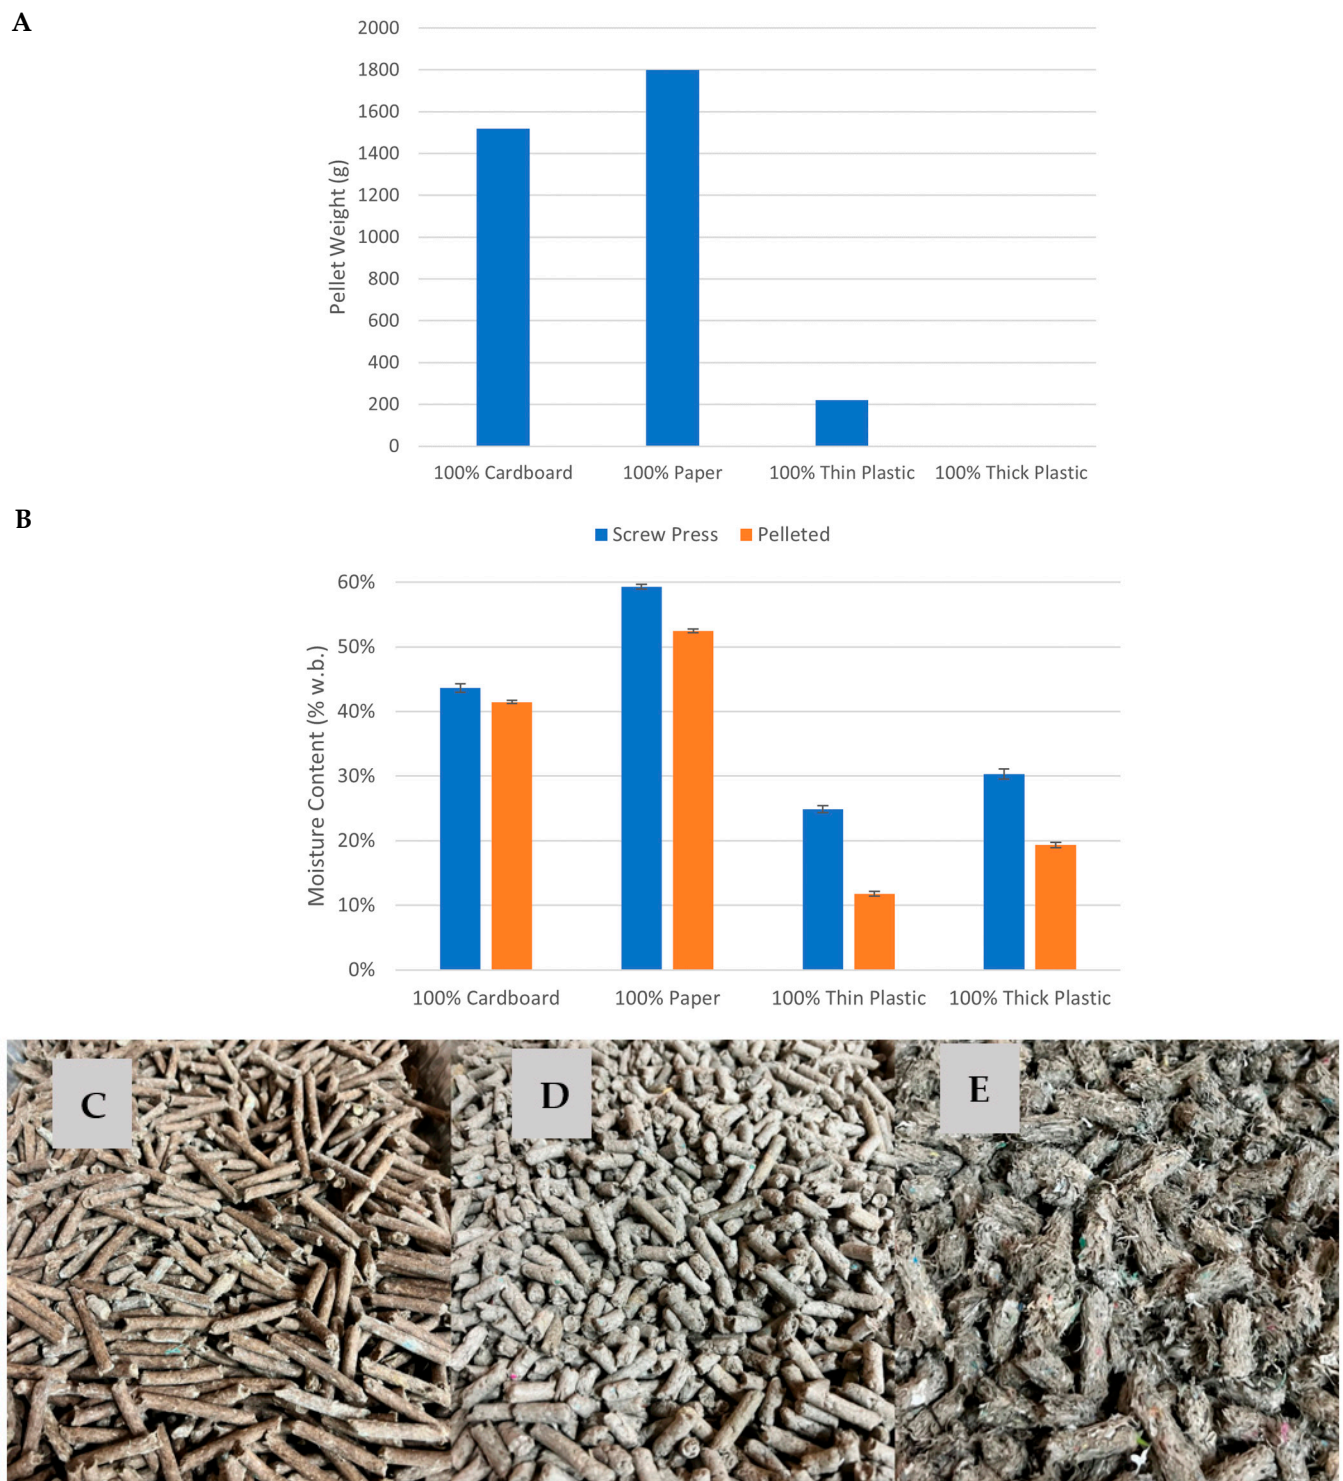 A
2000
1800
1600
1400
1200
1000
800
600
400
200
0
Pellet Weight (g)
100% Cardboard 100% Paper 100% Thin Plastic 100% Thick Plastic
B
Screw Press Pelleted
60%
50%
40%
30%
20%
10%
0%
Moisture Content (% w.b.)
100% Cardboard 100% Paper 100% Thin Plastic 100% Thick Plastic
C D E